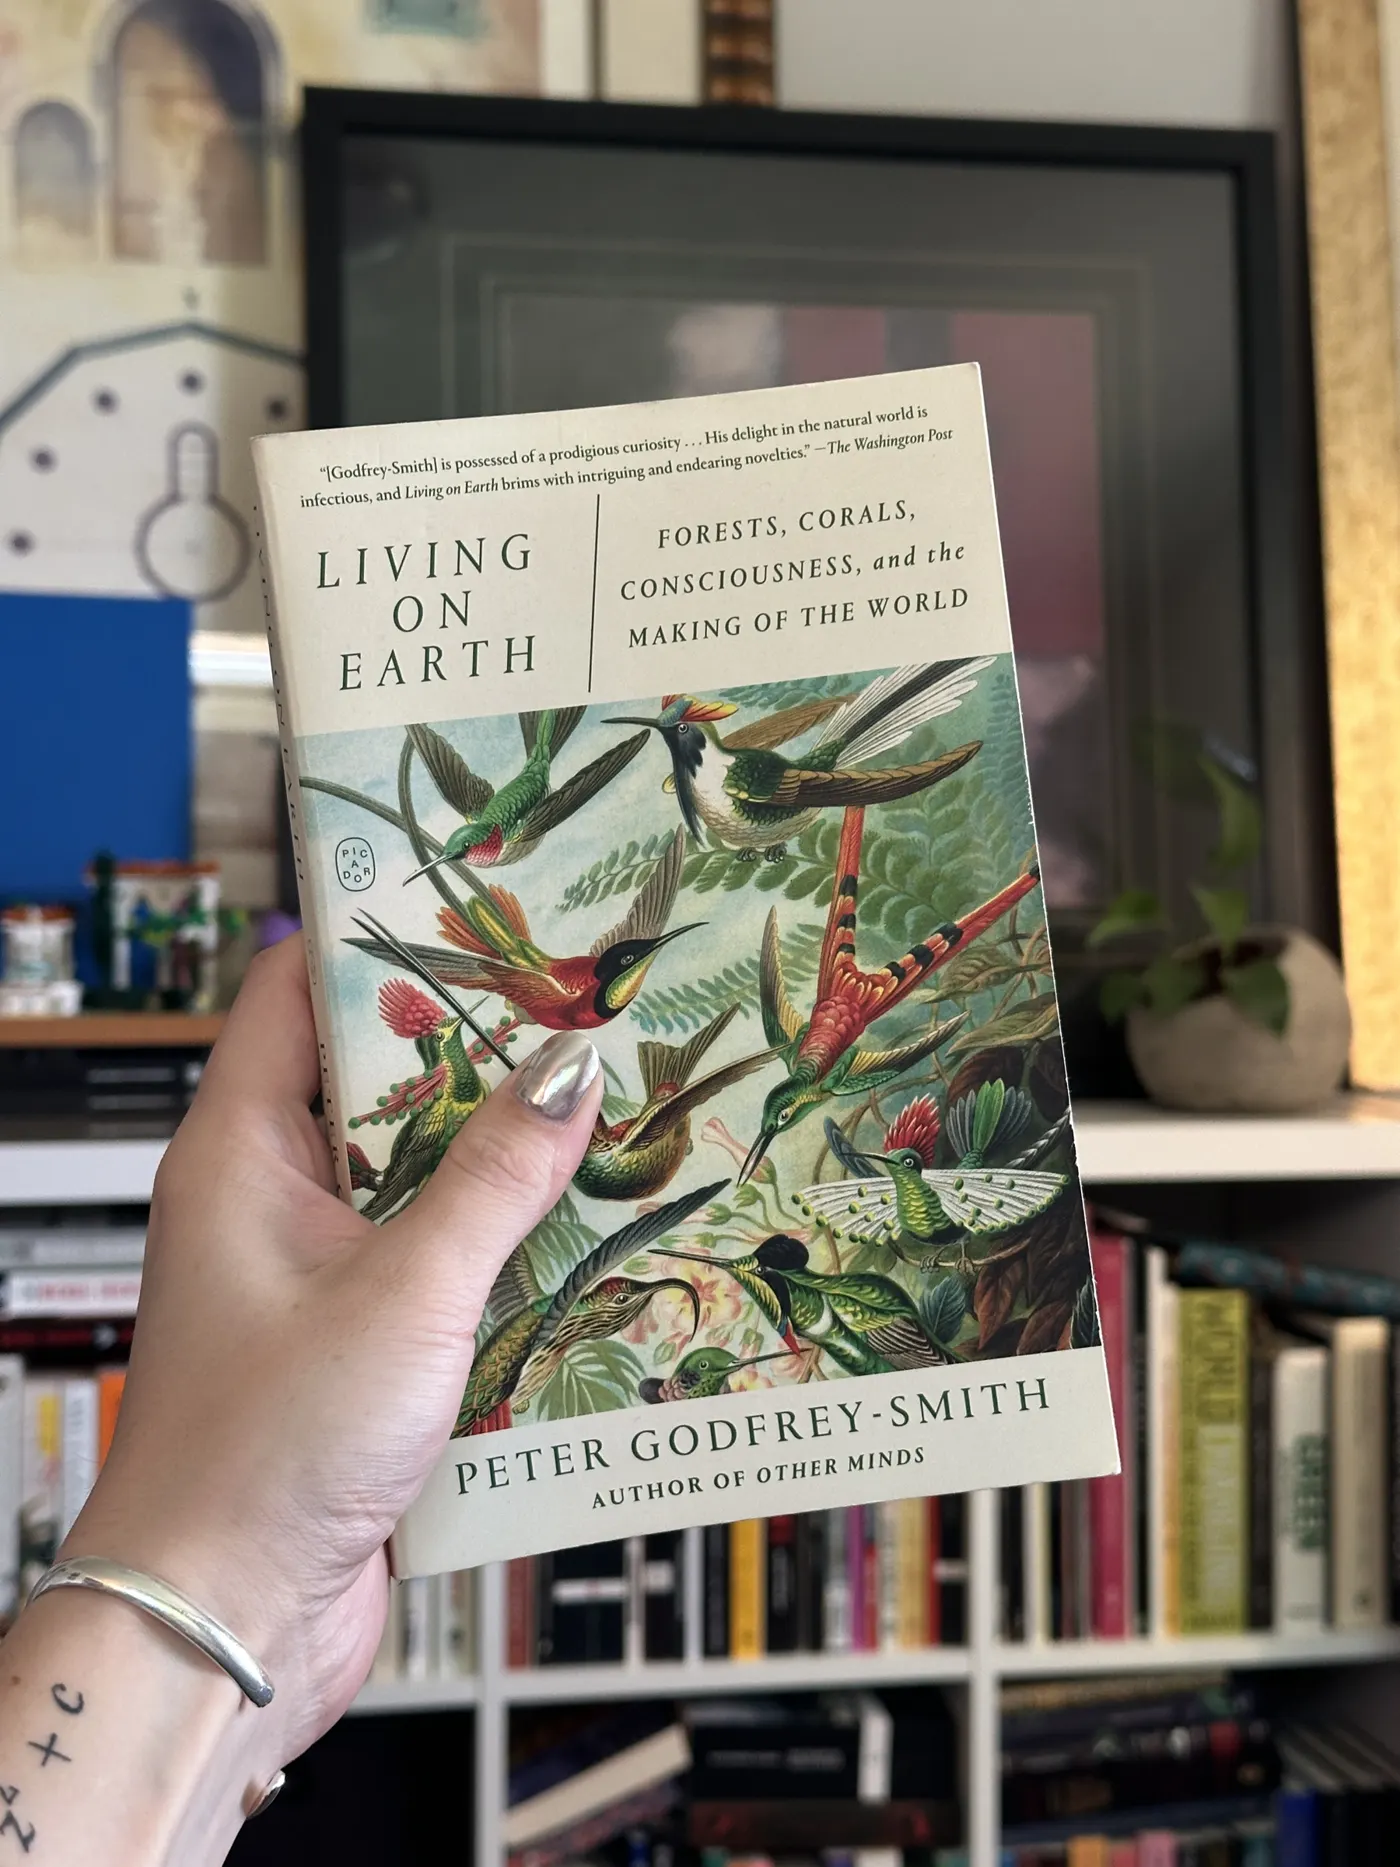 “[Godfrey-Smith] is possessed of a prodigious curiosity . . . His delight in the natural world is
infectious, and Living on Earth brims with intriguing and endearing novelties.” —The Washington Post
LIVING
ON
EARTH
FORESTS, CORALS,
CONSCIOUSNESS, and the
MAKING OF THE WORLD
PIC
A
DOR
PETER GODFREY-SMITH
AUTHOR OF OTHER MINDS
z² + c
GREEN